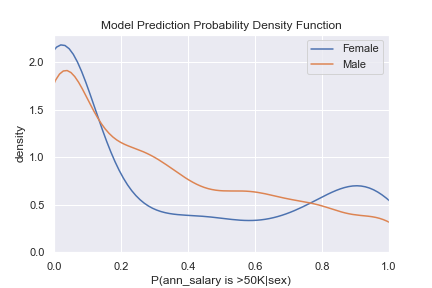 Model Prediction Probability Density Function
Female
Male
density
2.0
1.5
1.0
0.5
0.0
0.0 0.2 0.4 0.6 0.8 1.0
P(ann_salary is >50K|sex)